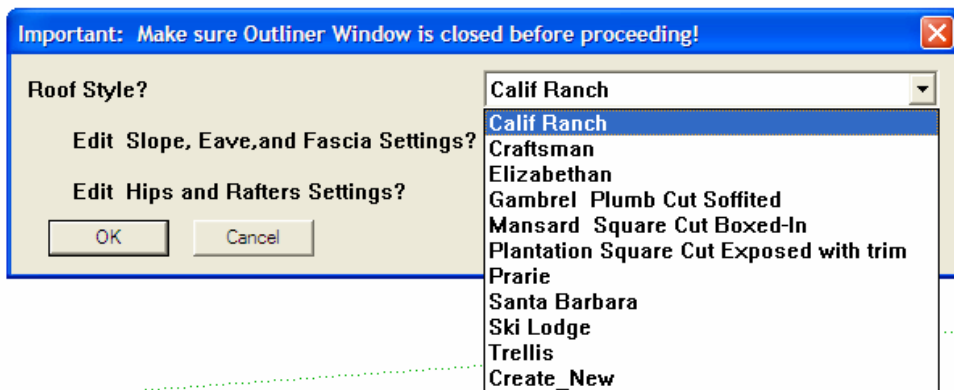 Important: Make sure Outliner Window is closed before proceeding!
Roof Style?
Calif Ranch
Edit Slope, Eave,and Fascia Settings?
Edit Hips and Rafters Settings?
OK
Cancel
Calif Ranch
Craftsman
Elizabethan
Gambrel Plumb Cut Soffited
Mansard Square Cut Boxed-In
Plantation Square Cut Exposed with trim
Prarie
Santa Barbara
Ski Lodge
Trellis
Create_New